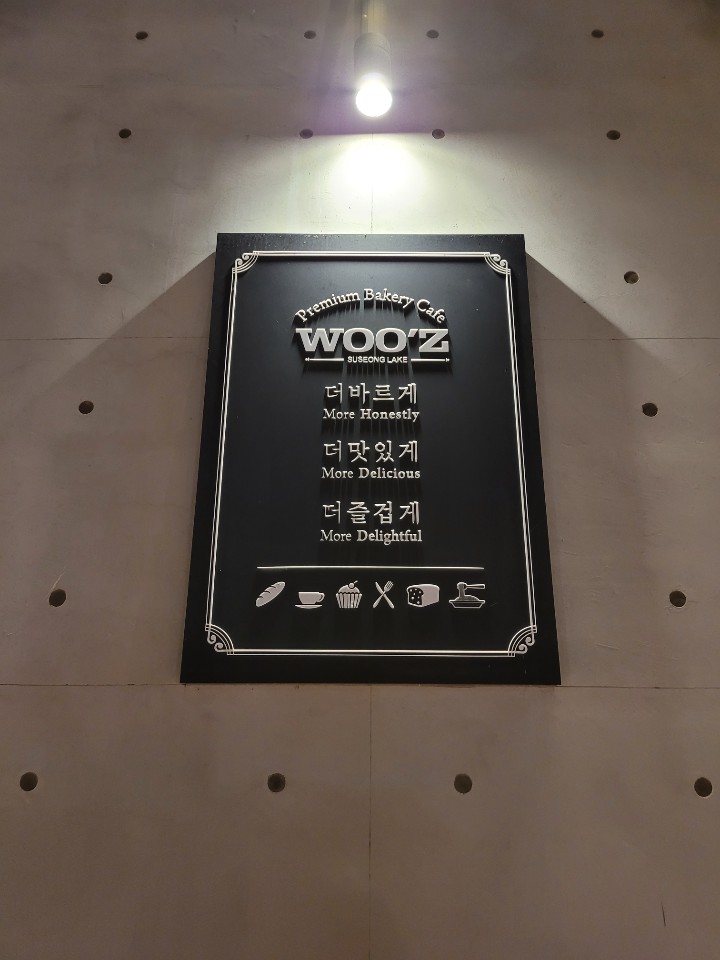 Premium Bakery Cafe
WOO'Z
SUSEONG LAKE
더바르게
More Honestly
더맛있게
More Delicious
더즐겁게
More Delightful